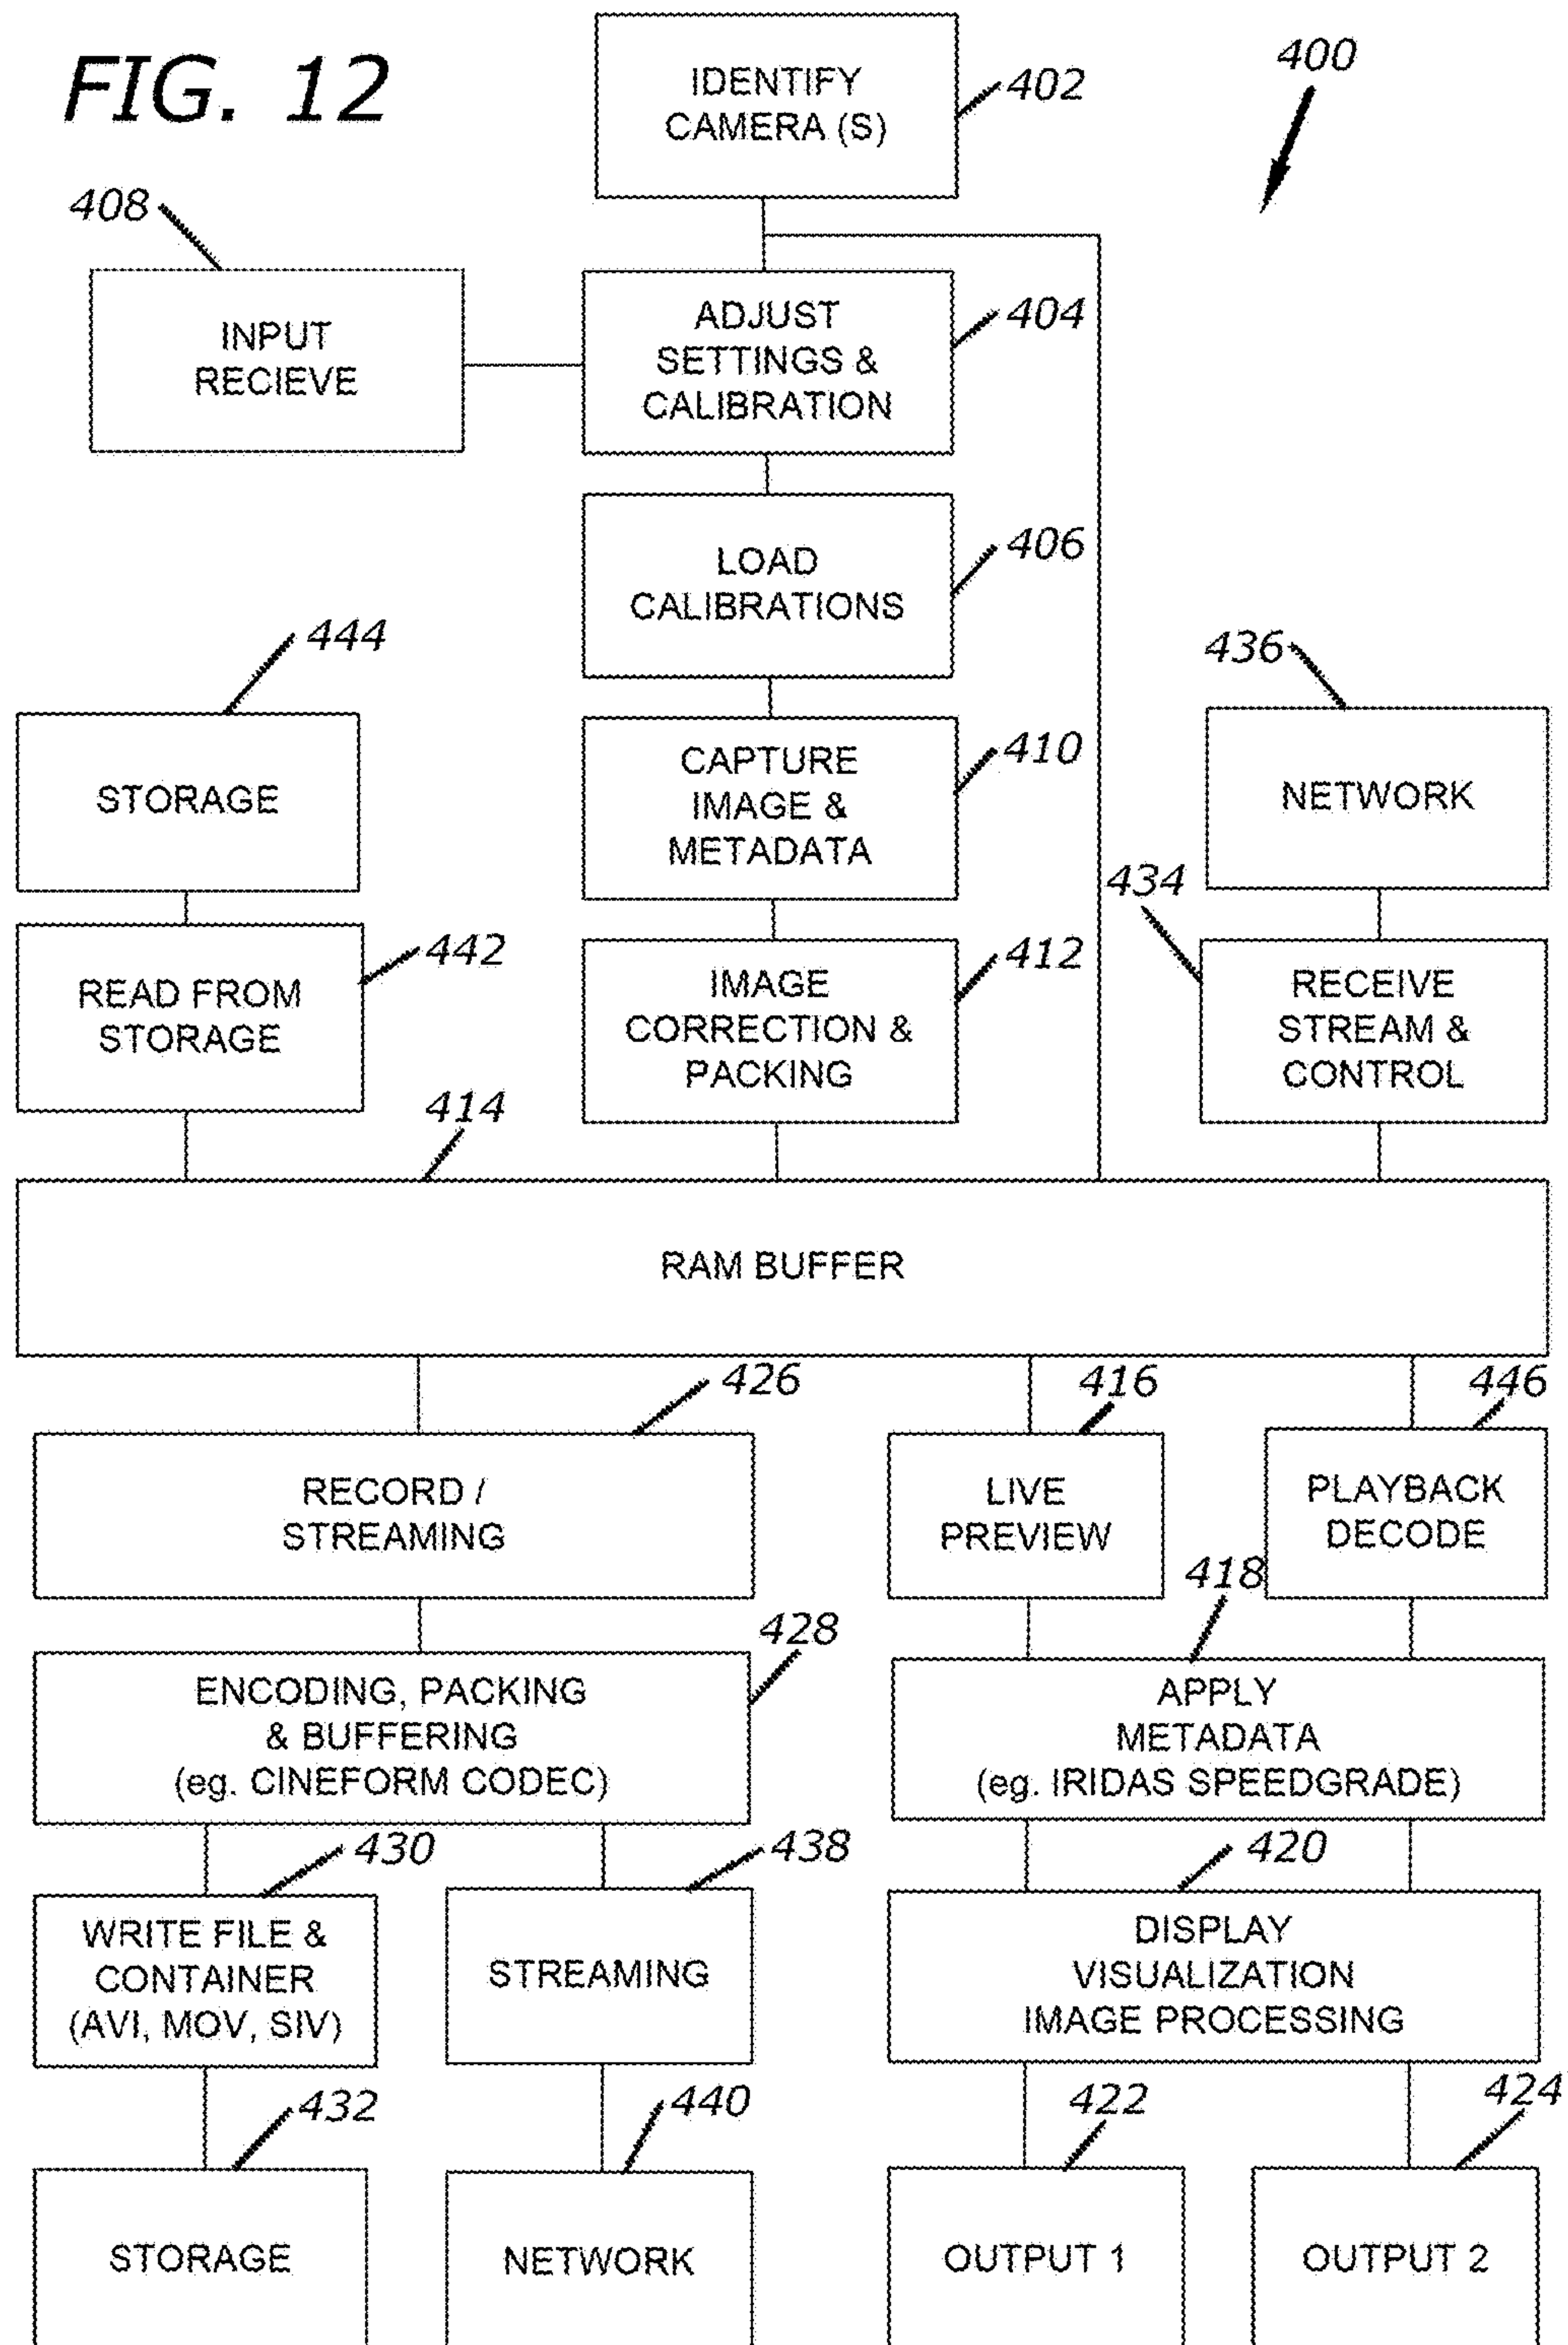 FIG. 12
400
IDENTIFY
CAMERA (S)
402
408
INPUT
RECIEVE
ADJUST
SETTINGS &
CALIBRATION
404
LOAD
CALIBRATIONS
406
444
STORAGE
CAPTURE
IMAGE &
METADATA
410
436
NETWORK
READ FROM
STORAGE
442
IMAGE
CORRECTION &
PACKING
412
434
RECEIVE
STREAM &
CONTROL
414
RAM BUFFER
426
RECORD /
STREAMING
416
LIVE
PREVIEW
446
PLAYBACK
DECODE
428
ENCODING, PACKING
& BUFFERING
(eg. CINEFORM CODEC)
418
APPLY
METADATA
(eg. IRIDAS SPEEDGRADE)
430
WRITE FILE &
CONTAINER
(AVI, MOV, SIV)
438
STREAMING
420
DISPLAY
VISUALIZATION
IMAGE PROCESSING
432
STORAGE
440
NETWORK
422
OUTPUT 1
424
OUTPUT 2